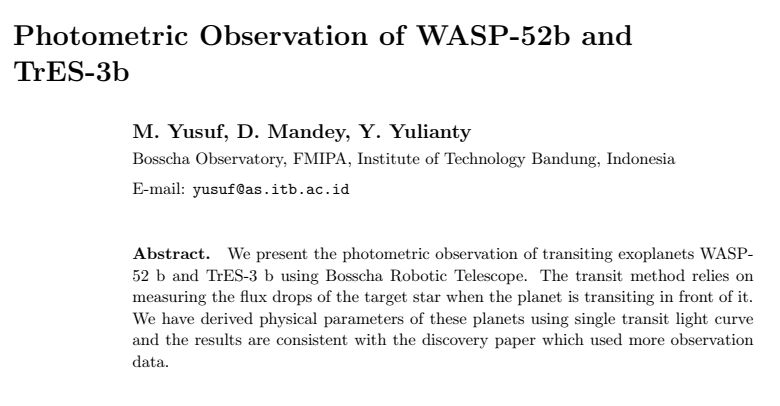 Photometric Observation of WASP-52b and
TrES-3b
M. Yusuf, D. Mandey, Y. Yulianty
Bosscha Observatory, FMIPA, Institute of Technology Bandung, Indonesia
E-mail: yusuf@as.itb.ac.id
Abstract. We present the photometric observation of transiting exoplanets WASP-
52 b and TrES-3 b using Bosscha Robotic Telescope. The transit method relies on
measuring the flux drops of the target star when the planet is transiting in front of it.
We have derived physical parameters of these planets using single transit light curve
and the results are consistent with the discovery paper which used more observation
data.